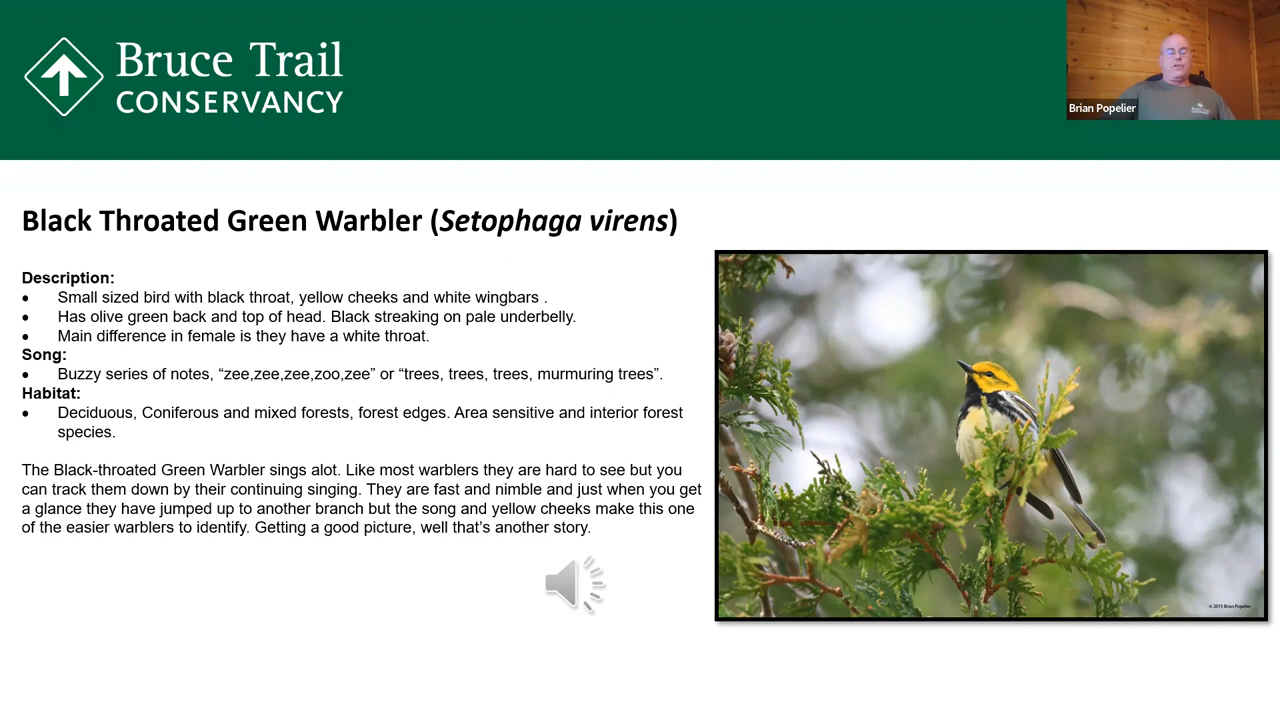 Bruce Trail
CONSERVANCY
Brian Popelier
Black Throated Green Warbler (Setophaga virens)
Description:
• Small sized bird with black throat, yellow cheeks and white wingbars .
• Has olive green back and top of head. Black streaking on pale underbelly.
• Main difference in female is they have a white throat.
Song:
• Buzzy series of notes, “zee,zee,zee,zoo,zee” or “trees, trees, trees, murmuring trees”.
Habitat:
• Deciduous, Coniferous and mixed forests, forest edges. Area sensitive and interior forest
species.
The Black-throated Green Warbler sings alot. Like most warblers they are hard to see but you
can track them down by their continuing singing. They are fast and nimble and just when you get
a glance they have jumped up to another branch but the song and yellow cheeks make this one
of the easier warblers to identify. Getting a good picture, well that’s another story.
© 2015 Brian Popelier